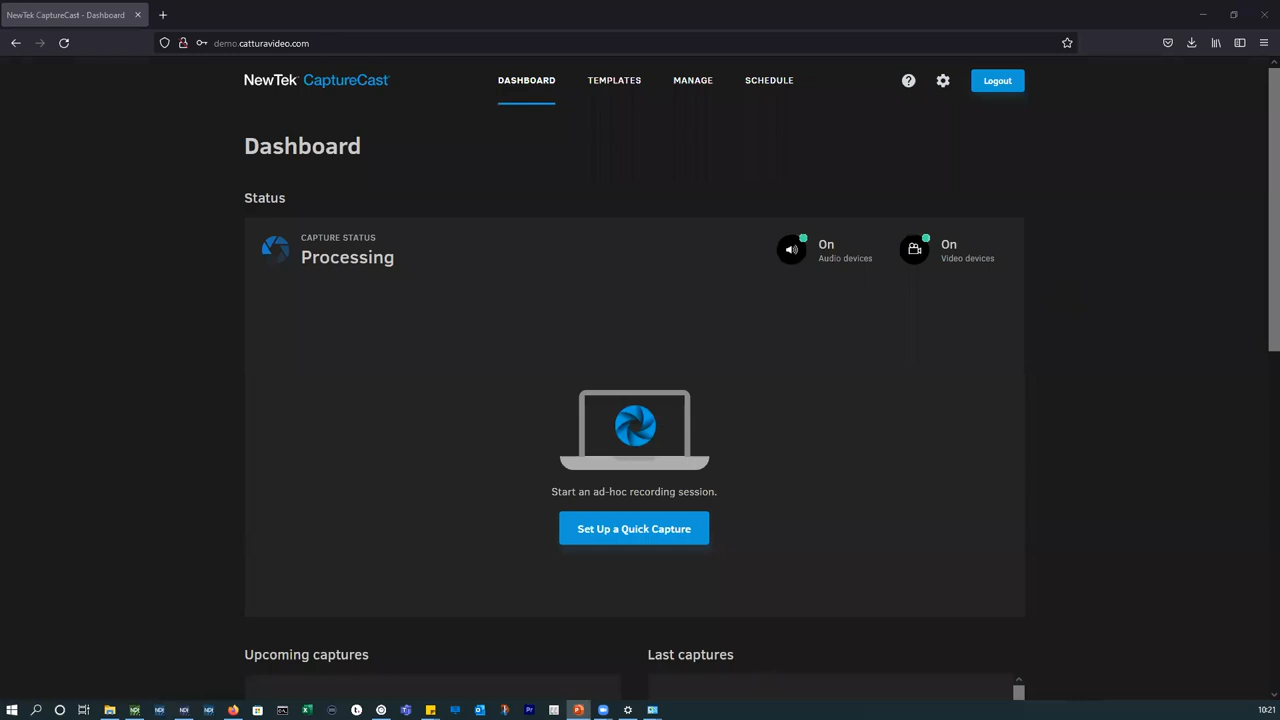 NewTek CaptureCast - Dashboard
demo.catturavideo.com
NewTek CaptureCast
DASHBOARD
TEMPLATES
MANAGE
SCHEDULE
Logout
Dashboard
Status
CAPTURE STATUS
Processing
On
Audio devices
On
Video devices
Start an ad-hoc recording session.
Set Up a Quick Capture
Upcoming captures
Last captures
10:21